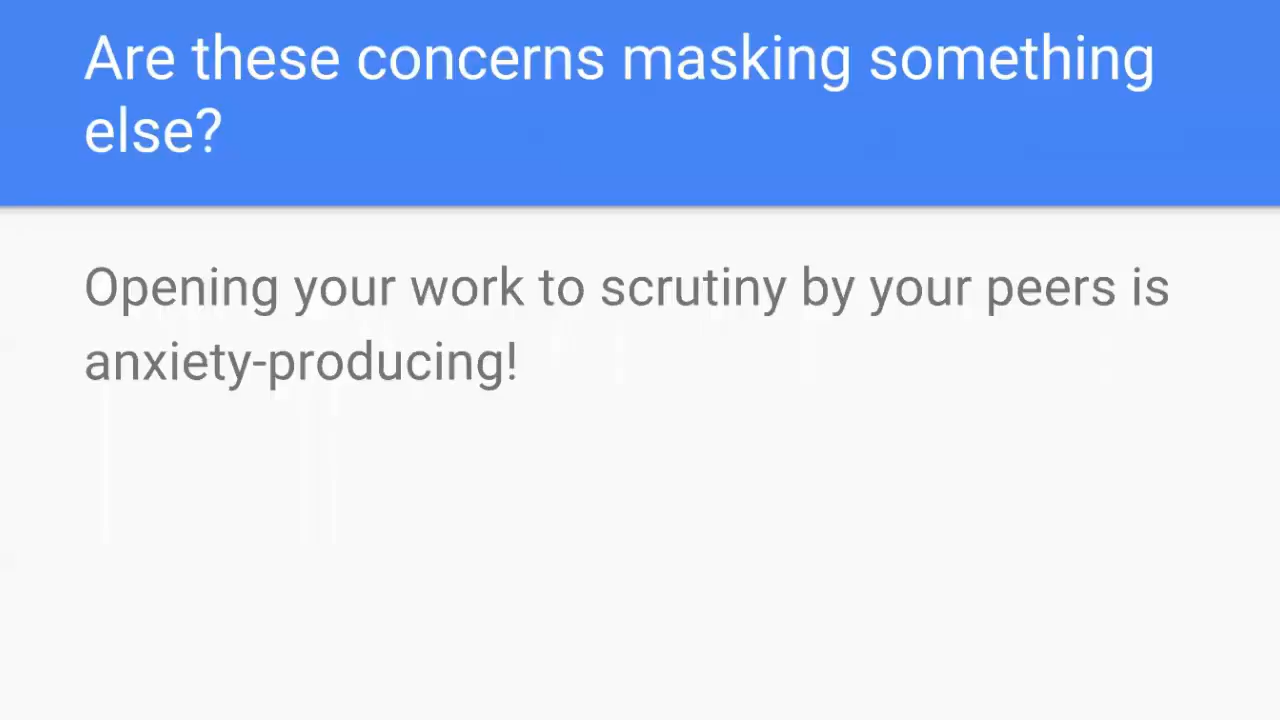 Are these concerns masking something
else?
Opening your work to scrutiny by your peers is
anxiety-producing!